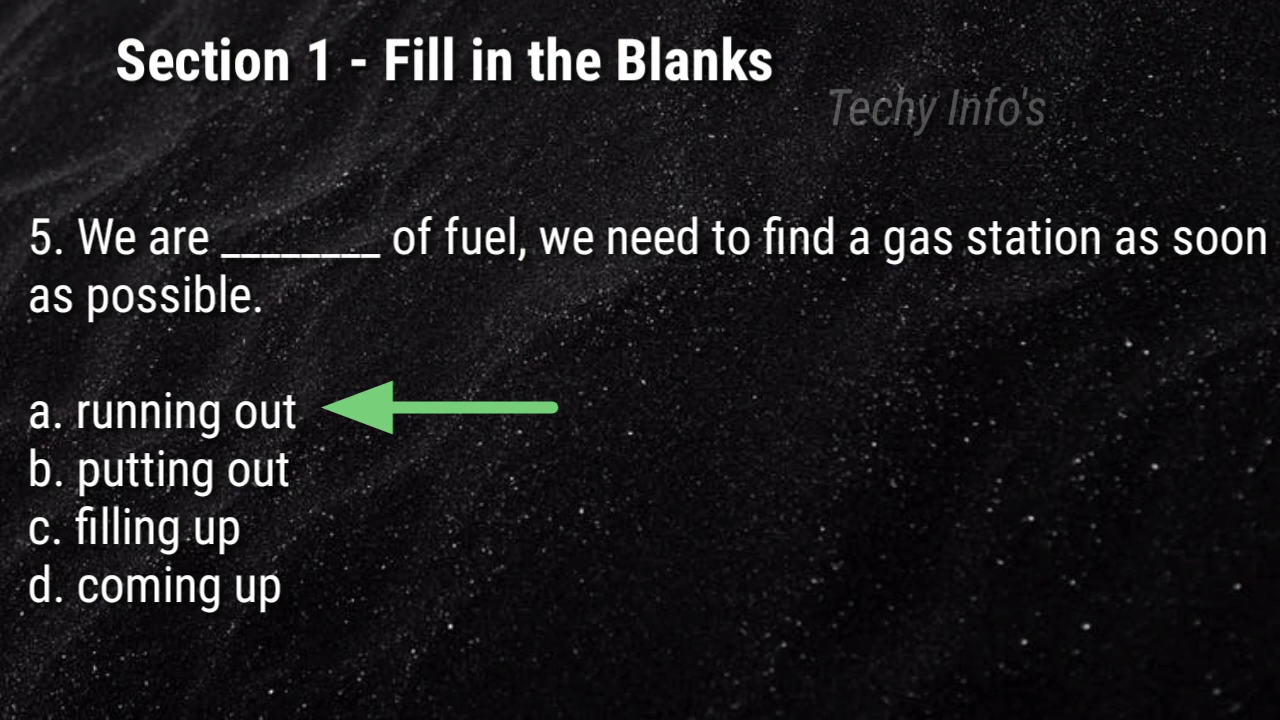 Section 1 - Fill in the Blanks
Techy Info's
5. We are ________ of fuel, we need to find a gas station as soon
as possible.
a. running out
b. putting out
c. filling up
d. coming up